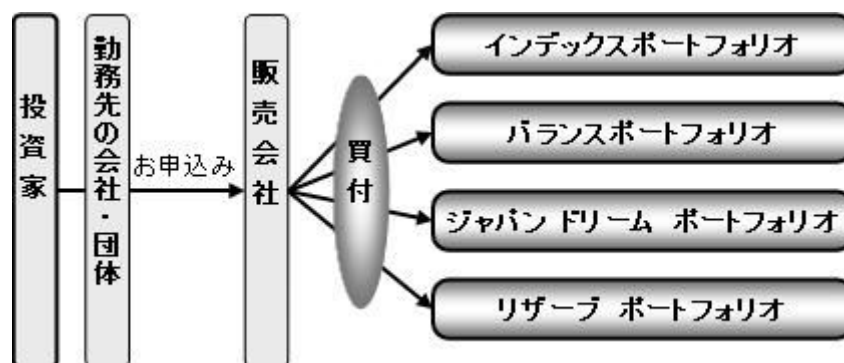 投資家
勤務先の会社・団体
お申込み
販売会社
買付
インデックスポートフォリオ
バランスポートフォリオ
ジャパン ドリーム ポートフォリオ
リザーブ ポートフォリオ